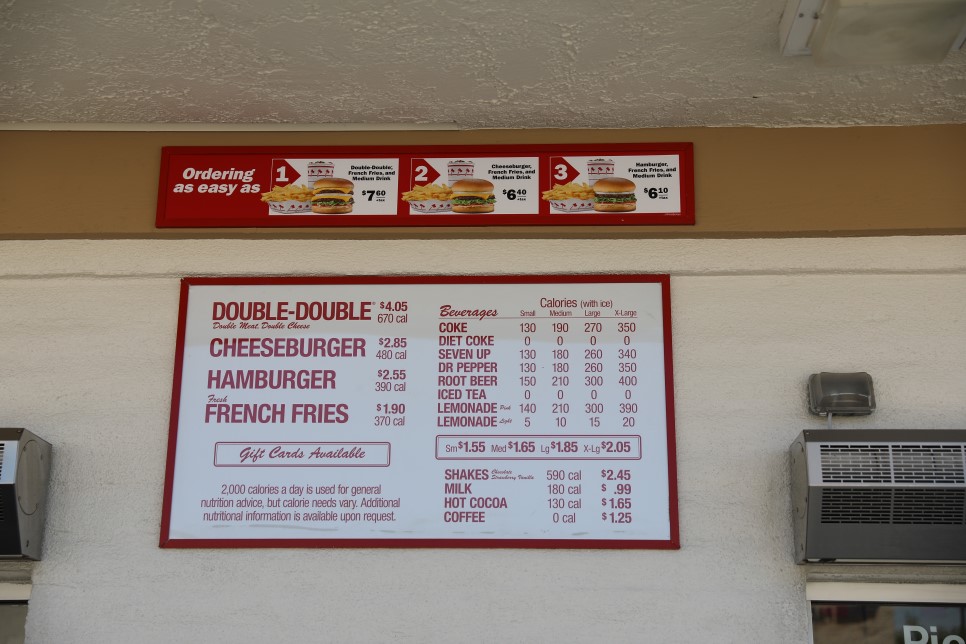 Ordering
as easy as
1
Double-Double,
French Fries, and
Medium Drink
$7.60
+tax
2
Cheeseburger,
French Fries, and
Medium Drink
$6.40
+tax
3
Hamburger,
French Fries, and
Medium Drink
$6.10
+tax
DOUBLE-DOUBLE® $4.05
Double Meat, Double Cheese 670 cal
CHEESEBURGER $2.85
480 cal
HAMBURGER $2.55
390 cal
Fresh
FRENCH FRIES $1.90
370 cal
Gift Cards Available
2,000 calories a day is used for general
nutrition advice, but calorie needs vary. Additional
nutritional information is available upon request.
Calories (with ice)
Beverages Small Medium Large X-Large
COKE 130 190 270 350
DIET COKE 0 0 0 0
SEVEN UP 130 180 260 340
DR PEPPER 130 180 260 350
ROOT BEER 150 210 300 400
ICED TEA 0 0 0 0
LEMONADE Pink 140 210 300 390
LEMONADE Light 5 10 15 20
Sm $1.55 Med $1.65 Lg $1.85 X-Lg $2.05
SHAKES Chocolate Strawberry Vanilla 590 cal $2.45
MILK 180 cal $ .99
HOT COCOA 130 cal $1.65
COFFEE 0 cal $1.25